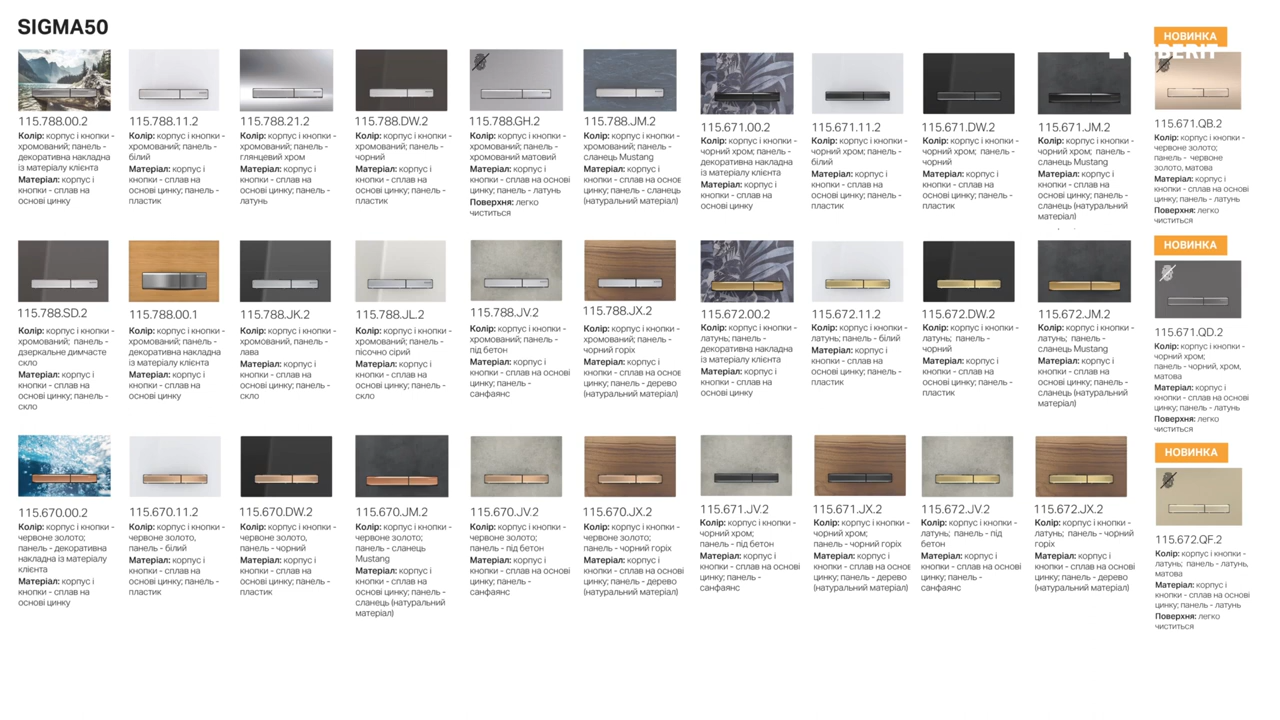 SIGMA50
115.788.00.2
Колір: корпус і кнопки -
хромований; панель -
декоративна накладна
із матеріалу клієнта
Матеріал: корпус і
кнопки - сплав на
основі цинку
115.788.11.2
Колір: корпус і кнопки -
хромований; панель -
білий
Матеріал: корпус і
кнопки - сплав на
основі цинку; панель -
пластик
115.788.21.2
Колір: корпус і кнопки -
хромований; панель -
глянцевий хром
Матеріал: корпус і
кнопки - сплав на
основі цинку; панель -
латунь
115.788.DW.2
Колір: корпус і кнопки -
хромований; панель -
чорний
Матеріал: корпус і
кнопки - сплав на
основі цинку; панель -
пластик
115.788.GH.2
Колір: корпус і кнопки -
хромований; панель -
хромований матовий
Матеріал: корпус і
кнопки - сплав на основі
цинку; панель - латунь
Поверхня: легко
чиститься
115.788.JM.2
Колір: корпус і кнопки -
хромований; панель -
сланець Mustang
Матеріал: корпус і
кнопки - сплав на основі
цинку; панель - сланець
(натуральний матеріал)
115.671.00.2
Колір: корпус і кнопки -
чорний хром; панель -
декоративна накладна
із матеріалу клієнта
Матеріал: корпус і
кнопки - сплав на
основі цинку
115.671.11.2
Колір: корпус і кнопки -
чорний хром; панель -
білий
Матеріал: корпус і
кнопки - сплав на
основі цинку; панель -
пластик
115.671.DW.2
Колір: корпус і кнопки -
чорний хром; панель -
чорний
Матеріал: корпус і
кнопки - сплав на
основі цинку; панель -
пластик
115.671.JM.2
Колір: корпус і кнопки -
чорний хром; панель -
сланець Mustang
Матеріал: корпус і
кнопки - сплав на
основі цинку; панель -
сланець (натуральний
матеріал)
НОВИНКА
115.671.QB.2
Колір: корпус і кнопки -
червоне золото;
панель - червоне
золото, матова
Матеріал: корпус і
кнопки - сплав на основі
цинку; панель - латунь
Поверхня: легко
чиститься
115.788.SD.2
Колір: корпус і кнопки -
хромований; панель -
дзеркальне димчасте
скло
Матеріал: корпус і
кнопки - сплав на
основі цинку; панель -
скло
115.788.00.1
Колір: корпус і кнопки -
хромований; панель -
декоративна накладна
із матеріалу клієнта
Матеріал: корпус і
кнопки - сплав на
основі цинку
115.788.JK.2
Колір: корпус і кнопки -
хромований; панель -
лава
Матеріал: корпус і
кнопки - сплав на
основі цинку; панель -
скло
115.788.JL.2
Колір: корпус і кнопки -
хромований; панель -
пісочно сірий
Матеріал: корпус і
кнопки - сплав на
основі цинку; панель -
скло
115.788.JV.2
Колір: корпус і кнопки -
хромований; панель -
під бетон
Матеріал: корпус і
кнопки - сплав на
основі цинку; панель -
санфаянс
115.788.JX.2
Колір: корпус і кнопки -
хромований; панель -
чорний горіх
Матеріал: корпус і
кнопки - сплав на основі
цинку; панель - дерево
(натуральний матеріал)
115.672.00.2
Колір: корпус і кнопки -
латунь; панель -
декоративна накладна
із матеріалу клієнта
Матеріал: корпус і
кнопки - сплав на
основі цинку
115.672.11.2
Колір: корпус і кнопки -
латунь; панель - білий
Матеріал: корпус і
кнопки - сплав на
основі цинку; панель -
пластик
115.672.DW.2
Колір: корпус і кнопки -
латунь; панель -
чорний
Матеріал: корпус і
кнопки - сплав на
основі цинку; панель -
пластик
115.672.JM.2
Колір: корпус і кнопки -
латунь; панель -
сланець Mustang
Матеріал: корпус і
кнопки - сплав на
основі цинку; панель -
сланець (натуральний
матеріал)
НОВИНКА
115.671.QD.2
Колір: корпус і кнопки -
чорний хром;
панель - чорний, хром,
матова
Матеріал: корпус і
кнопки - сплав на основі
цинку; панель - латунь
Поверхня: легко
чиститься
115.670.00.2
Колір: корпус і кнопки -
червоне золото;
панель - декоративна
накладна із матеріалу
клієнта
Матеріал: корпус і
кнопки - сплав на
основі цинку
115.670.11.2
Колір: корпус і кнопки -
червоне золото,
панель - білий
Матеріал: корпус і
кнопки - сплав на
основі цинку; панель -
пластик
115.670.DW.2
Колір: корпус і кнопки -
червоне золото,
панель - чорний
Матеріал: корпус і
кнопки - сплав на
основі цинку; панель -
пластик
115.670.JM.2
Колір: корпус і кнопки -
червоне золото;
панель - сланець
Mustang
Матеріал: корпус і
кнопки - сплав на
основі цинку; панель -
сланець (натуральний
матеріал)
115.670.JV.2
Колір: корпус і кнопки -
червоне золото;
панель - під бетон
Матеріал: корпус і
кнопки - сплав на основі
цинку; панель -
санфаянс
115.670.JX.2
Колір: корпус і кнопки -
червоне золото;
панель - чорний горіх
Матеріал: корпус і
кнопки - сплав на основі
цинку; панель - дерево
(натуральний матеріал)
115.671.JV.2
Колір: корпус і кнопки -
чорний хром;
панель - під бетон
Матеріал: корпус і
кнопки - сплав на основі
цинку; панель -
санфаянс
115.671.JX.2
Колір: корпус і кнопки -
чорний хром;
панель - чорний горіх
Матеріал: корпус і
кнопки - сплав на основі
цинку; панель - дерево
(натуральний матеріал)
115.672.JV.2
Колір: корпус і кнопки -
латунь; панель - під
бетон
Матеріал: корпус і
кнопки - сплав на основі
цинку; панель -
санфаянс
115.672.JX.2
Колір: корпус і кнопки -
латунь; панель - чорний
горіх
Матеріал: корпус і
кнопки - сплав на основі
цинку; панель - дерево
(натуральний матеріал)
НОВИНКА
115.672.QF.2
Колір: корпус і кнопки -
латунь; панель - латунь,
матова
Матеріал: корпус і
кнопки - сплав на основі
цинку; панель - латунь
Поверхня: легко
чиститься